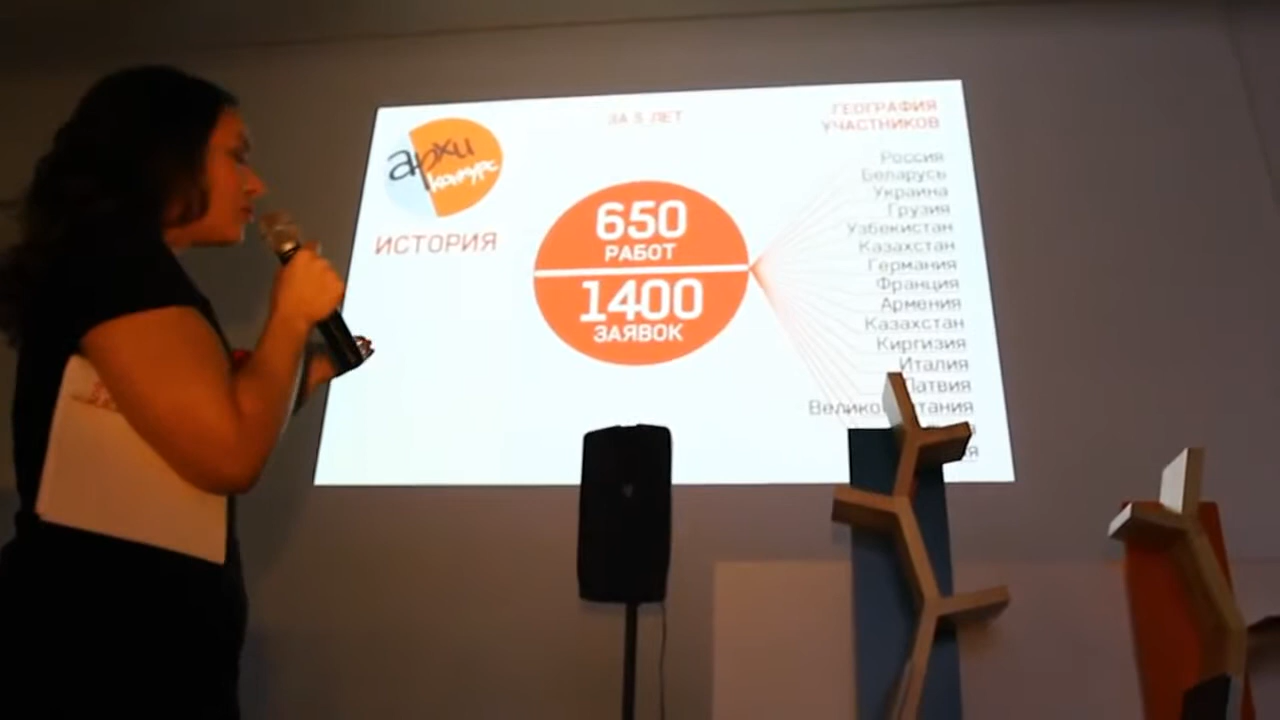 архи
конкурс
ИСТОРИЯ
ЗА 5 ЛЕТ
650
РАБОТ
1400
ЗАЯВОК
ГЕОГРАФИЯ
УЧАСТНИКОВ
Россия
Беларусь
Украина
Грузия
Узбекистан
Казахстан
Германия
Франция
Армения
Казахстан
Киргизия
Италия
Латвия